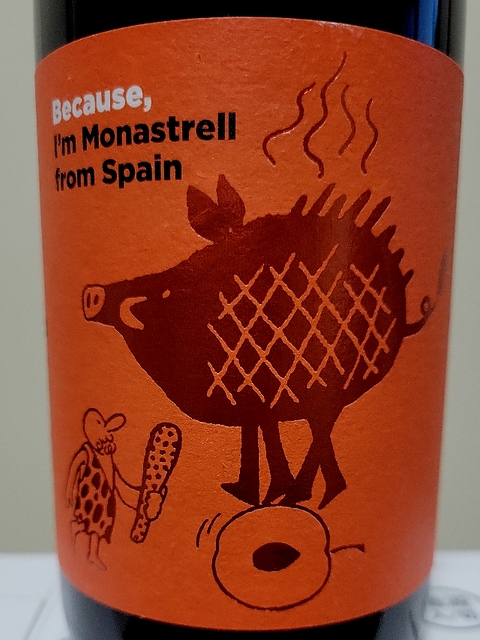 Because,
I'm Monastrell
from Spain